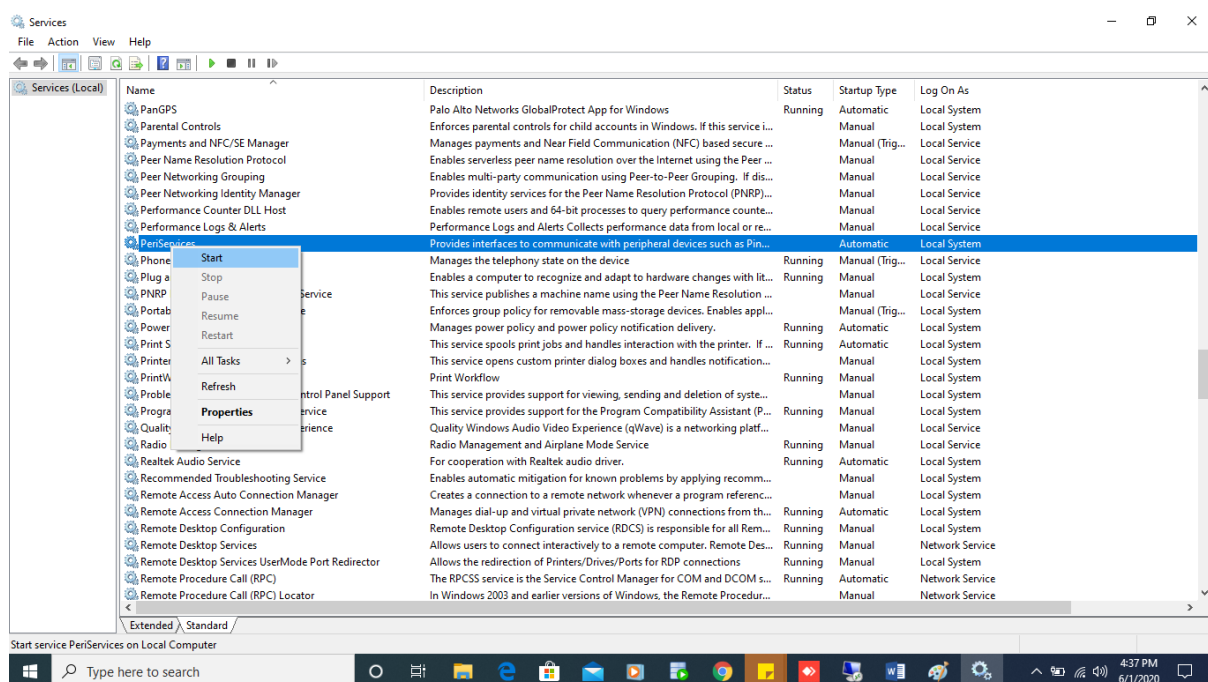 Services
File Action View Help
Services (Local)
Name Description Status Startup Type Log On As
PanGPS Palo Alto Networks GlobalProtect App for Windows Running Automatic Local System
Parental Controls Enforces parental controls for child accounts in Windows. If this service i... Manual Local System
Payments and NFC/SE Manager Manages payments and Near Field Communication (NFC) based secure ... Manual (Trig... Local Service
Peer Name Resolution Protocol Enables serverless peer name resolution over the Internet using the Peer ... Manual Local Service
Peer Networking Grouping Enables multi-party communication using Peer-to-Peer Grouping. If dis... Manual Local Service
Peer Networking Identity Manager Provides identity services for the Peer Name Resolution Protocol (PNRP)... Manual Local Service
Performance Counter DLL Host Enables remote users and 64-bit processes to query performance counte... Manual Local Service
Performance Logs & Alerts Performance Logs and Alerts Collects performance data from local or re... Manual Local Service
PeriServices Provides interfaces to communicate with peripheral devices such as Pin... Automatic Local System
Phone Manages the telephony state on the device Running Manual (Trig... Local Service
Plug a Enables a computer to recognize and adapt to hardware changes with lit... Running Manual Local System
PNRP Service This service publishes a machine name using the Peer Name Resolution ... Manual Local Service
Portab e Enforces group policy for removable mass-storage devices. Enables appl... Manual (Trig... Local System
Power Manages power policy and power policy notification delivery. Running Automatic Local System
Print S This service spools print jobs and handles interaction with the printer. If ... Running Automatic Local System
Printer s This service opens custom printer dialog boxes and handles notification... Manual Local System
PrintW Print Workflow Running Manual Local System
Proble ntrol Panel Support This service provides support for viewing, sending and deletion of syste... Manual Local System
Progra ervice This service provides support for the Program Compatibility Assistant (P... Running Manual Local System
Quality erience Quality Windows Audio Video Experience (qWave) is a networking platf... Manual Local Service
Radio Radio Management and Airplane Mode Service Running Manual Local Service
Realtek Audio Service For cooperation with Realtek audio driver. Running Automatic Local System
Recommended Troubleshooting Service Enables automatic mitigation for known problems by applying recomm... Manual Local System
Remote Access Auto Connection Manager Creates a connection to a remote network whenever a program referenc... Manual Local System
Remote Access Connection Manager Manages dial-up and virtual private network (VPN) connections from th... Running Automatic Local System
Remote Desktop Configuration Remote Desktop Configuration service (RDCS) is responsible for all Rem... Running Manual Local System
Remote Desktop Services Allows users to connect interactively to a remote computer. Remote Des... Running Manual Network Service
Remote Desktop Services UserMode Port Redirector Allows the redirection of Printers/Drives/Ports for RDP connections Running Manual Local System
Remote Procedure Call (RPC) The RPCSS service is the Service Control Manager for COM and DCOM s... Running Automatic Network Service
Remote Procedure Call (RPC) Locator In Windows 2003 and earlier versions of Windows, the Remote Procedur... Manual Network Service
Start
Stop
Pause
Resume
Restart
All Tasks
Refresh
Properties
Help
Extended Standard
Start service PeriServices on Local Computer
Type here to search
4:37 PM
6/1/2020